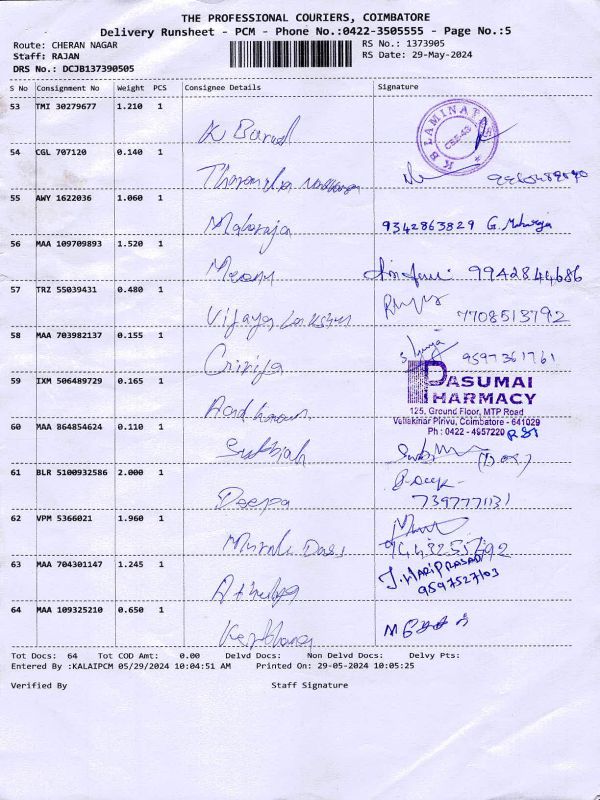 THE PROFESSIONAL COURIERS, COIMBATORE
Delivery Runsheet - PCM - Phone No.:0422-3505555 - Page No.:5
Route: CHERAN NAGAR RS No.: 1373905
Staff: RAJAN RS Date: 29-May-2024
DRS No.: DCJB137390505
S No Consignment No Weight PCS Consignee Details Signature
53 TMI 30279677 1.210 1
K
K B LAMINATES
CBE-43
54 CGL 707120 0.140 1
55 AWY 1622036 1.060 1
Maharaja 9342863829 G.
56 MAA 109709893 1.520 1
9942844686
57 TRZ 55039431 0.480 1
Vijaya Lakshmi 7708513792
58 MAA 703982137 0.155 1
9597361761
59 IXM 506489729 0.165 1
PASUMAI
PHARMACY
125, Ground Floor, MTP Road
Vellakinar Pirivu, Coimbatore - 641029
Ph : 0422 - 4957220
60 MAA 864854624 0.110 1
Subbiah
61 BLR 5100932586 2.000 1
Deepa
7397771131
62 VPM 5366021 1.960 1
Murali Dass
63 MAA 704301147 1.245 1
J. HARIPRASAD
9597527103
64 MAA 109325210 0.650 1
Tot Docs: 64 Tot COD Amt: 0.00 Delvd Docs: Non Delvd Docs: Delvy Pts:
Entered By :KALAIPCM 05/29/2024 10:04:51 AM Printed On: 29-05-2024 10:05:25
Verified By Staff Signature